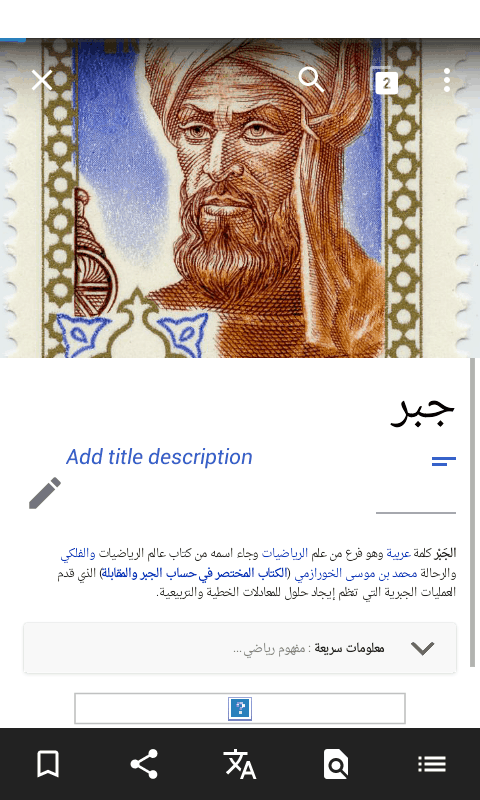 2
جبر
Add title description
الجَبْر كلمة عربية وهو فرع من علم الرياضيات وجاء اسمه من كتاب عالم الرياضيات والفلكي
والرحالة محمد بن موسى الخورازمي (الكتاب المختصر في حساب الجبر والمقابلة) الذي قدم
العمليات الجبرية التي تنظم إيجاد حلول للمعادلات الخطية والتربيعية.
معلومات سريعة : مفهوم رياضي...
?